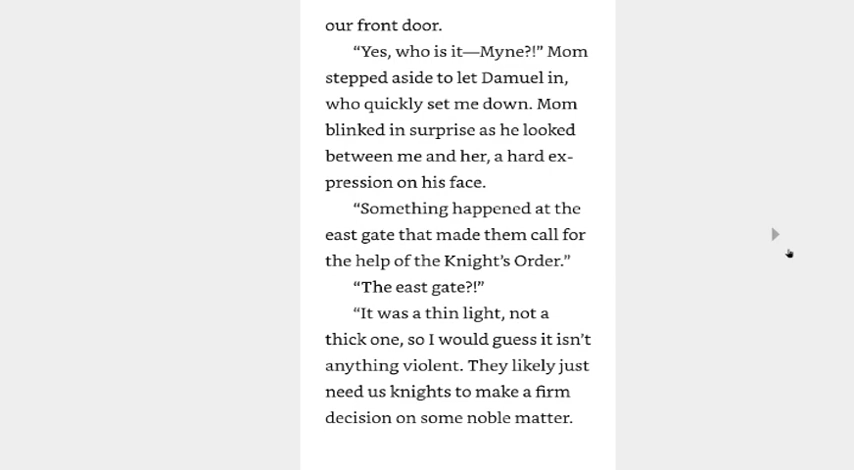 our front door.
“Yes, who is it—Myne?!” Mom
stepped aside to let Damuel in,
who quickly set me down. Mom
blinked in surprise as he looked
between me and her, a hard ex-
pression on his face.
“Something happened at the
east gate that made them call for
the help of the Knight’s Order.”
“The east gate?!”
“It was a thin light, not a
thick one, so I would guess it isn’t
anything violent. They likely just
need us knights to make a firm
decision on some noble matter.